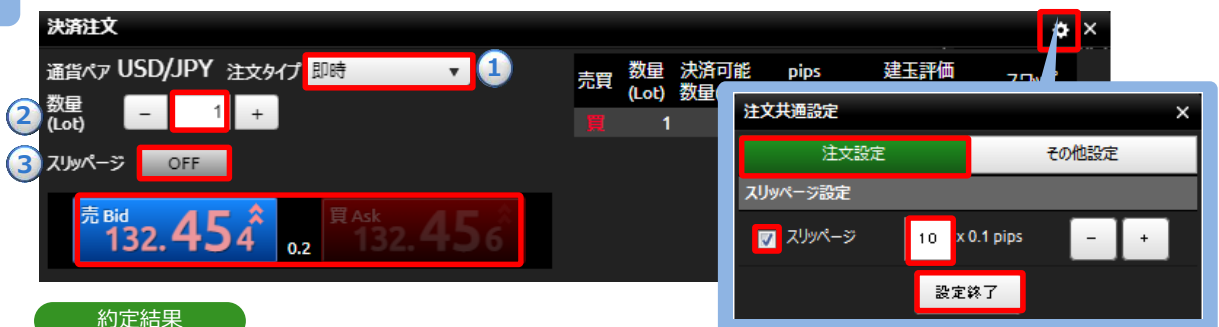 決済注文
通貨ペア USD/JPY 注文タイプ 即時 ▼ 1
2 数量 (Lot) － 1 +
3 スリッページ OFF
売 Bid 132.454 0.2 買 Ask 132.456
売買 数量 (Lot) 決済可能 数量 pips 建玉評価
買 1
注文共通設定 ×
注文設定 その他設定
スリッページ設定
スリッページ 10 x 0.1 pips － +
設定終了
約定結果